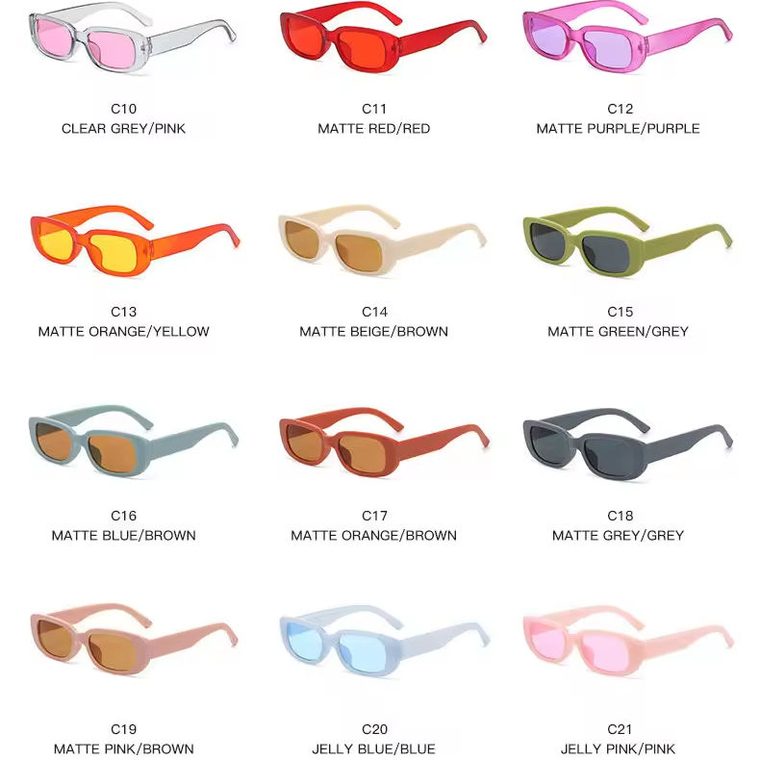 C10
CLEAR GREY/PINK
C11
MATTE RED/RED
C12
MATTE PURPLE/PURPLE
C13
MATTE ORANGE/YELLOW
C14
MATTE BEIGE/BROWN
C15
MATTE GREEN/GREY
C16
MATTE BLUE/BROWN
C17
MATTE ORANGE/BROWN
C18
MATTE GREY/GREY
C19
MATTE PINK/BROWN
C20
JELLY BLUE/BLUE
C21
JELLY PINK/PINK